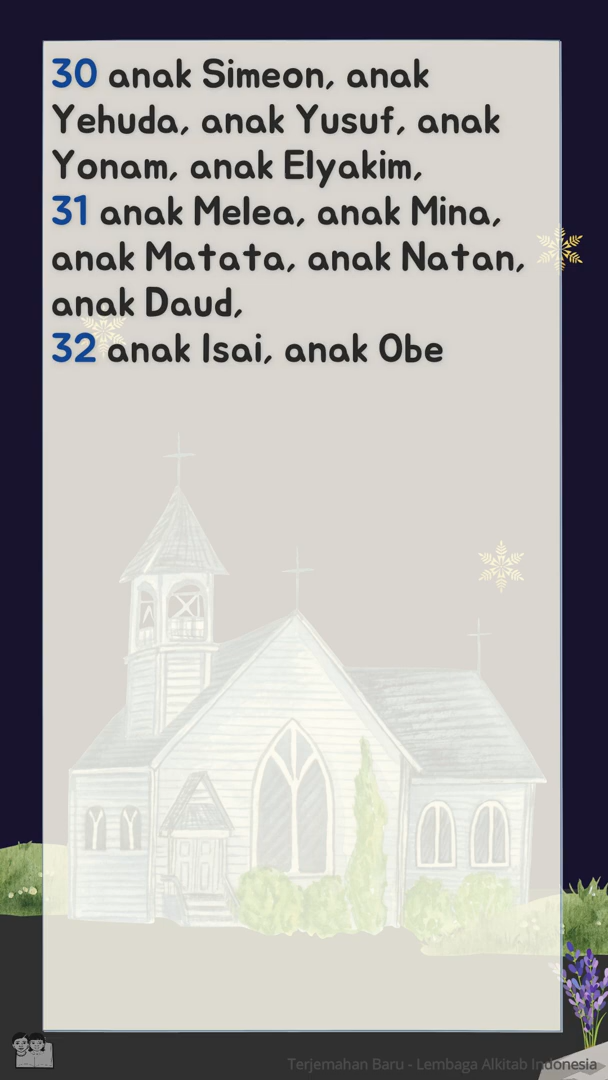 30 anak Simeon, anak
Yehuda, anak Yusuf, anak
Yonam, anak Elyakim,
31 anak Melea, anak Mina,
anak Matata, anak Natan,
anak Daud,
32 anak Isai, anak Obe
Terjemahan Baru - Lembaga Alkitab Indonesia